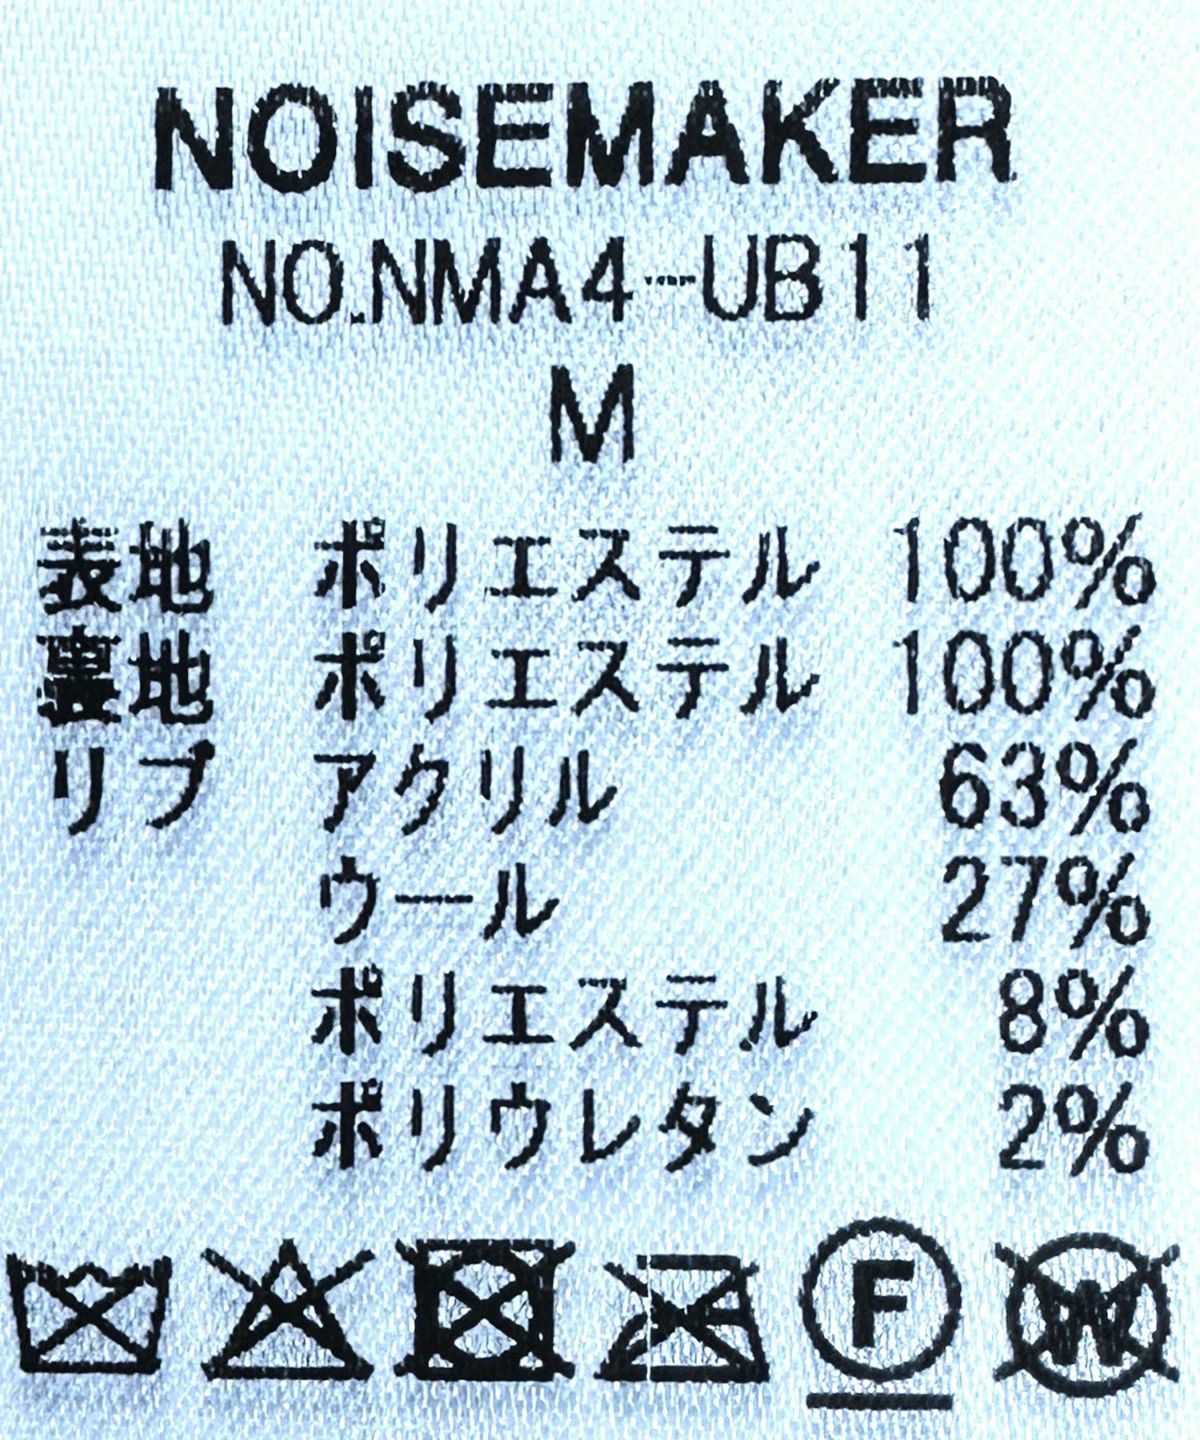 NOISEMAKER
NO.NMA4-UB11
M
表地 ポリエステル 100%
裏地 ポリエステル 100%
リブ アクリル 63%
ウール 27%
ポリエステル 8%
ポリウレタン 2%
F W